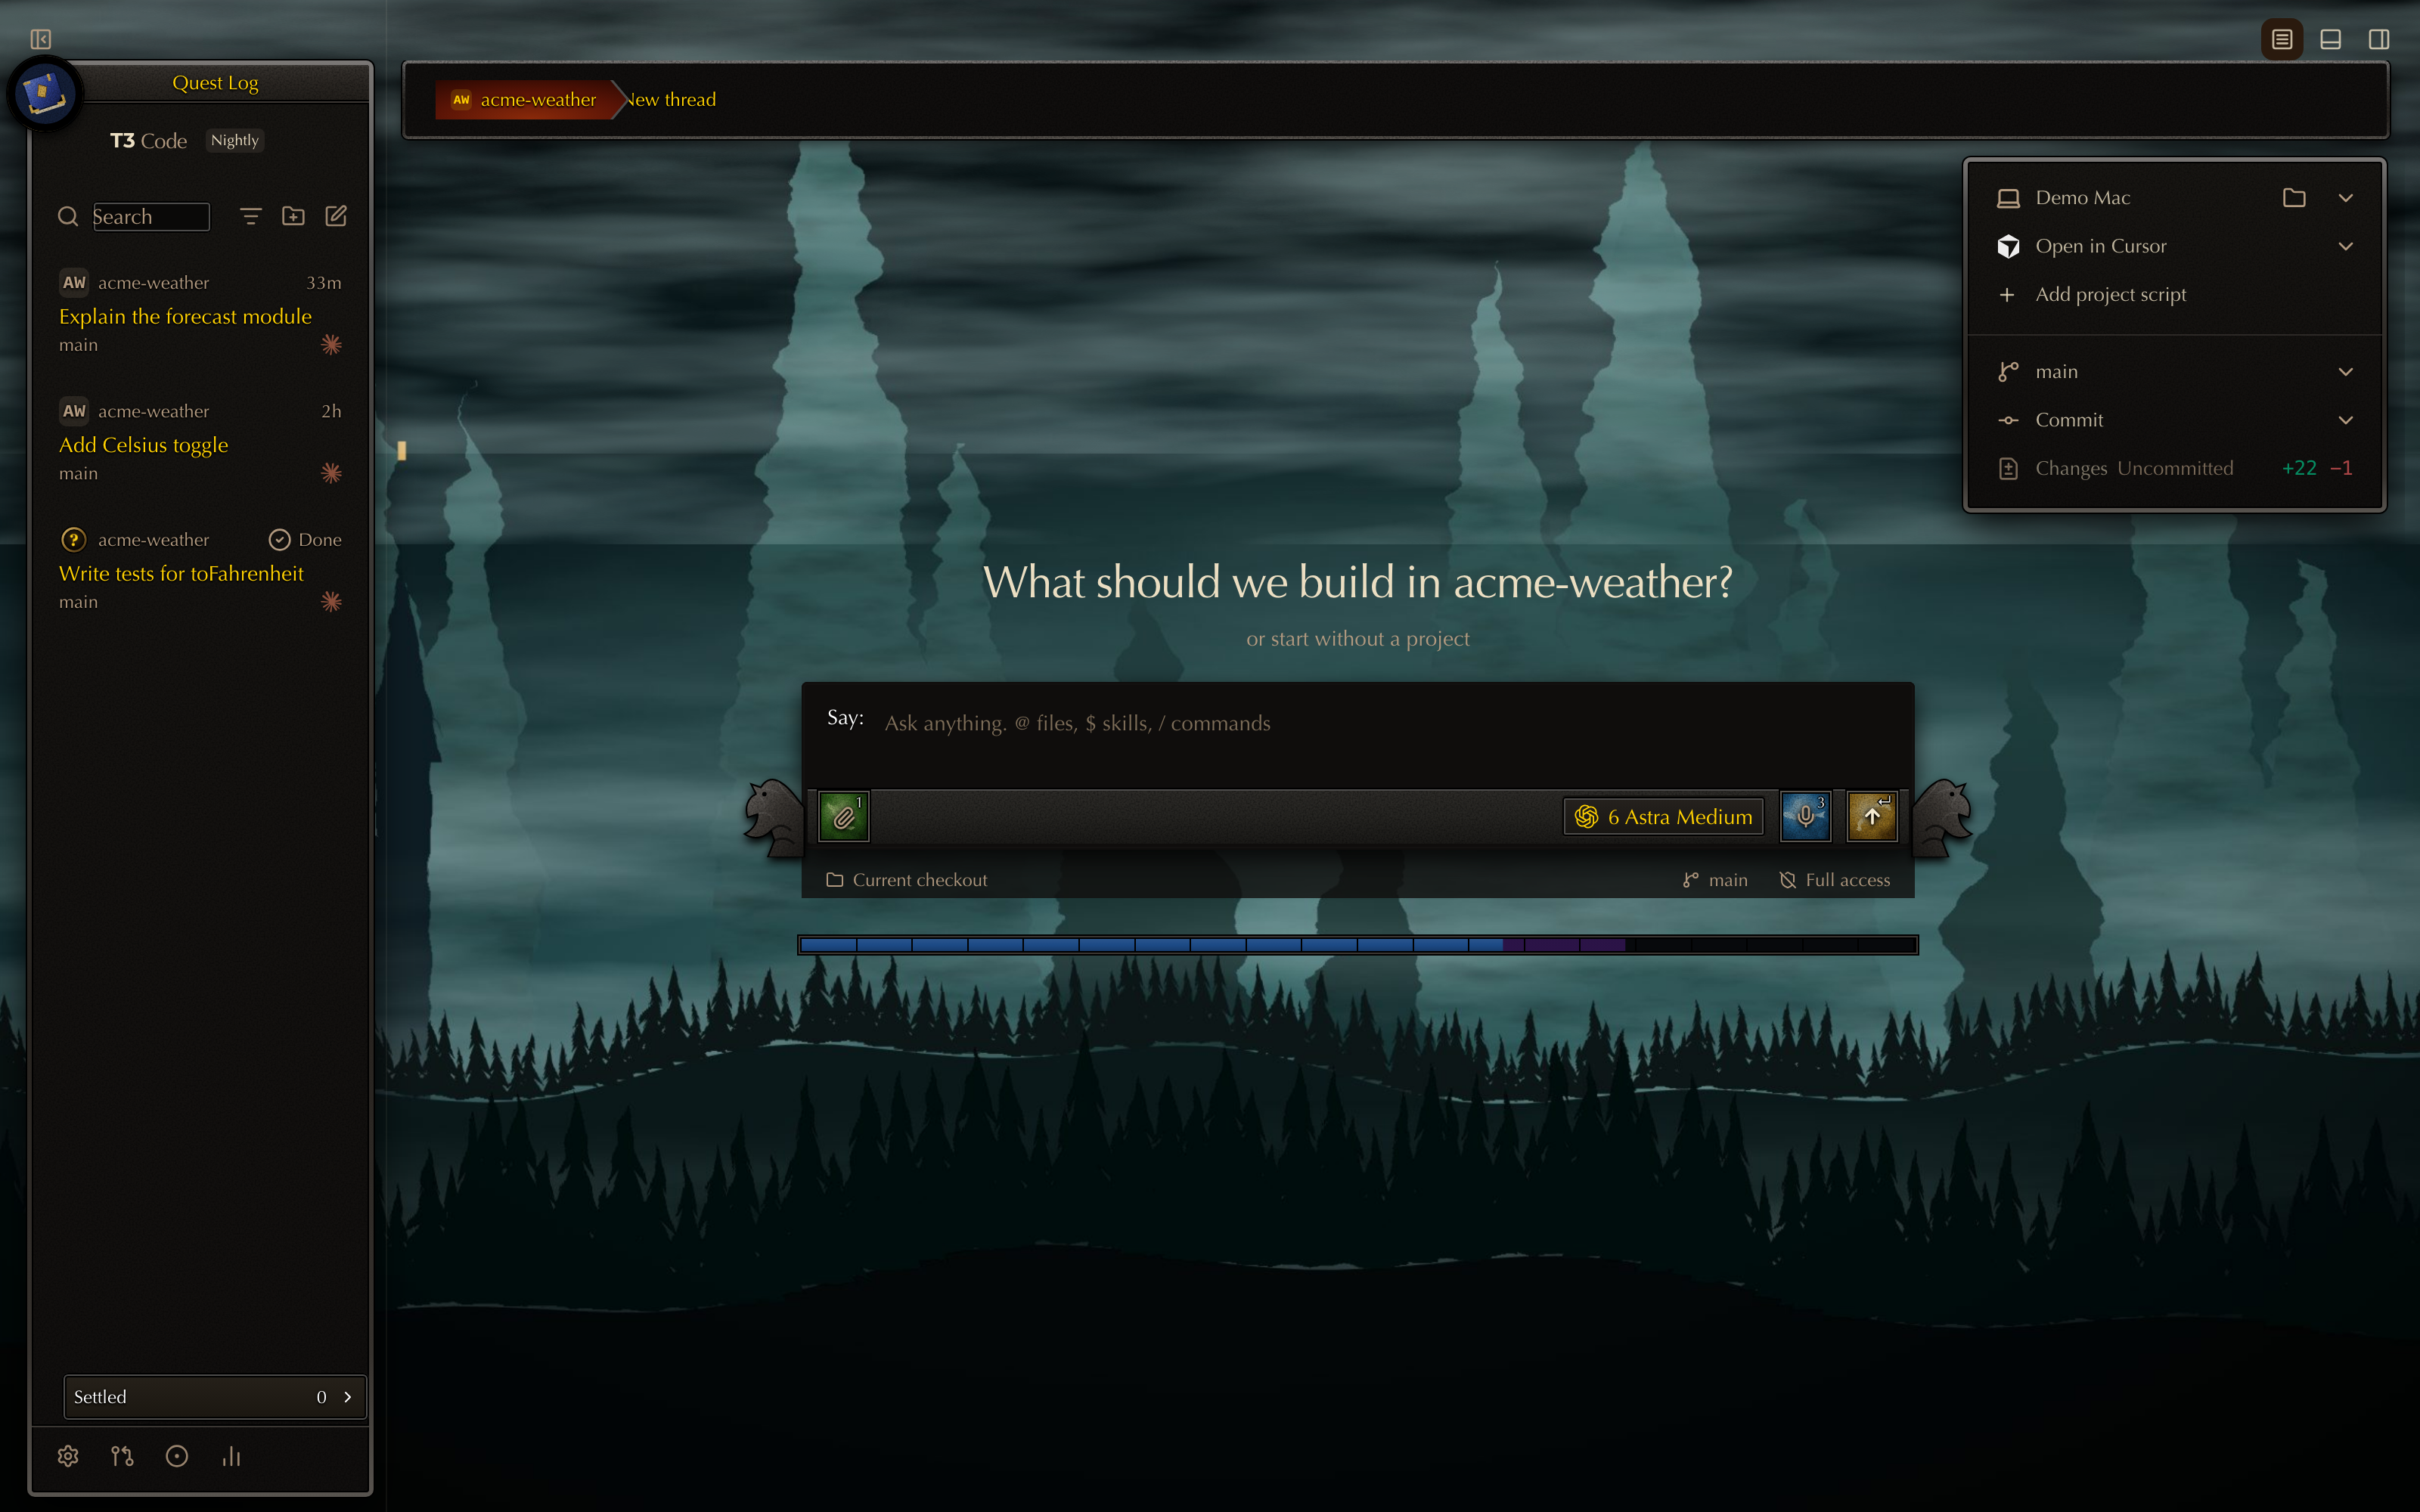 Quest Log
T3 Code Nightly
Search
AW acme-weather 33m
Explain the forecast module
main
AW acme-weather 2h
Add Celsius toggle
main
? acme-weather Done
Write tests for toFahrenheit
main
Settled 0
AW acme-weather New thread
Demo Mac
Open in Cursor
Add project script
main
Commit
Changes Uncommitted +22 −1
What should we build in acme-weather?
or start without a project
Say: Ask anything. @ files, $ skills, / commands
1 6 Astra Medium 3
Current checkout main Full access